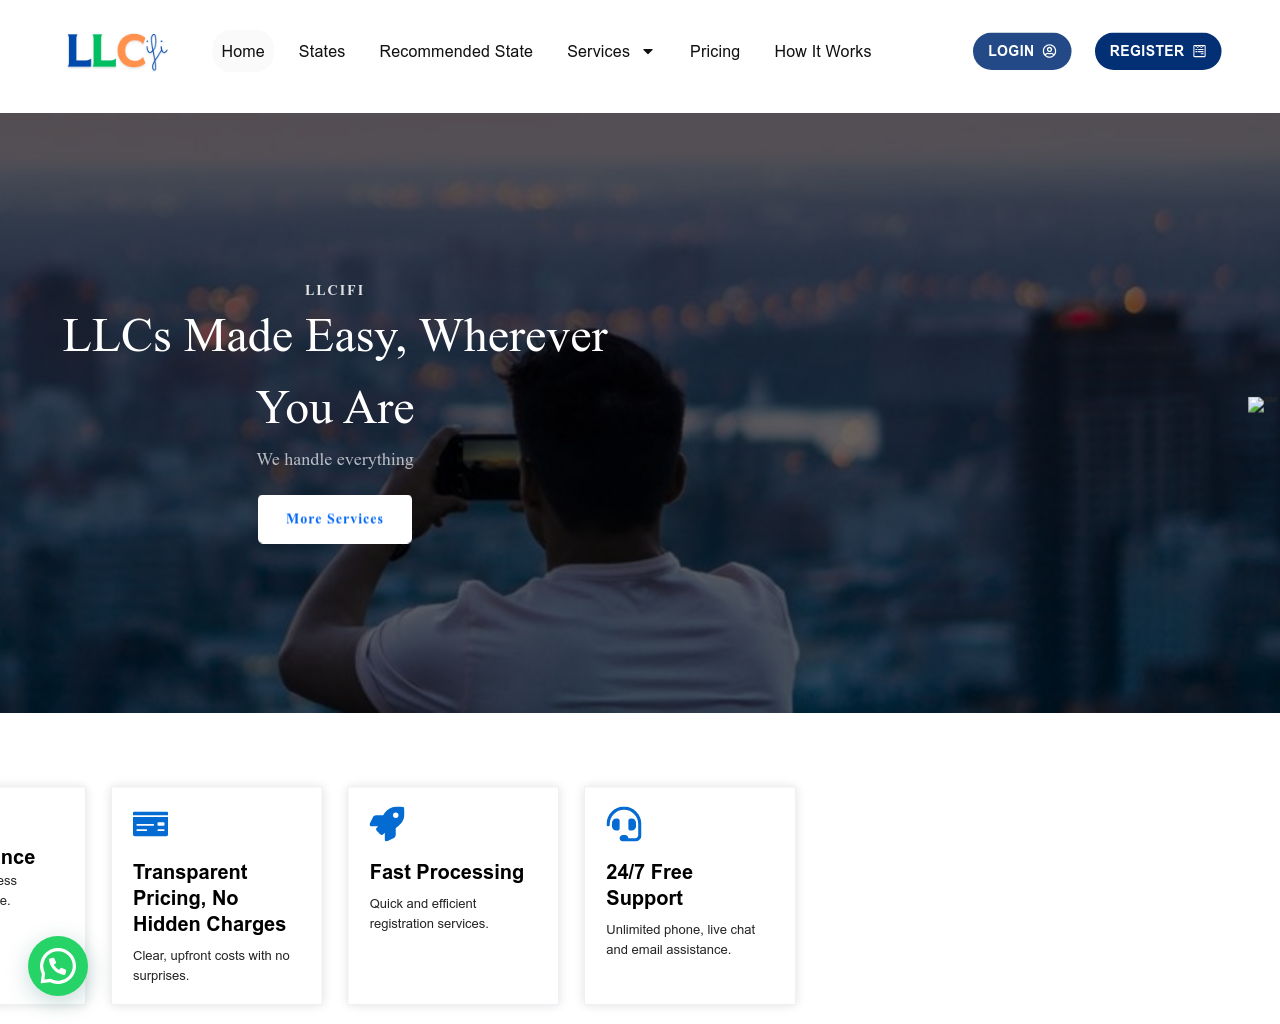 LLCifi
Home
States
Recommended State
Services
Pricing
How It Works
LOGIN
REGISTER
LLCIFI
LLCs Made Easy, Wherever
You Are
We handle everything
More Services
nce
ess
e.
Transparent
Pricing, No
Hidden Charges
Clear, upfront costs with no
surprises.
Fast Processing
Quick and efficient
registration services.
24/7 Free
Support
Unlimited phone, live chat
and email assistance.